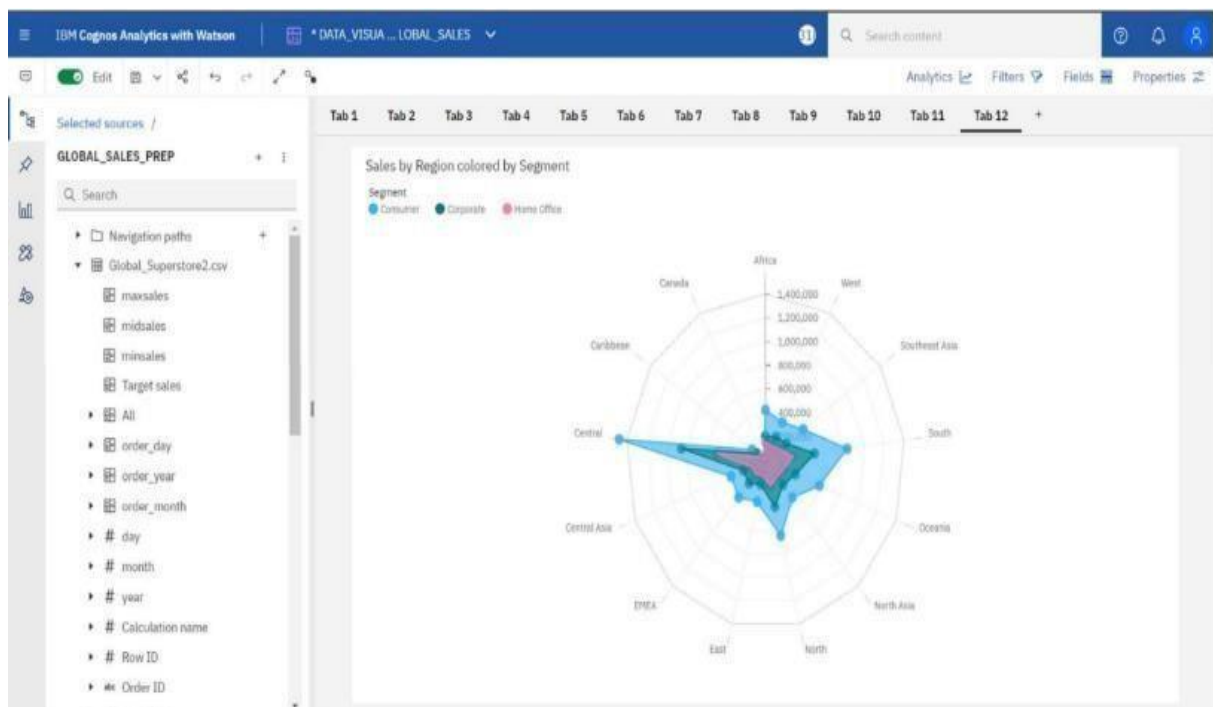 IBM Cognos Analytics with Watson
* DATA_VISUA ... LOBAL_SALES
Search content
Edit
Analytics
Filters
Fields
Properties
Selected sources /
GLOBAL_SALES_PREP
Search
Navigation paths
Global_Superstore2.csv
maxsales
midsales
minsales
Target sales
All
order_day
order_year
order_month
# day
# month
# year
# Calculation name
# Row ID
abc Order ID
Tab 1 Tab 2 Tab 3 Tab 4 Tab 5 Tab 6 Tab 7 Tab 8 Tab 9 Tab 10 Tab 11 Tab 12 +
Sales by Region colored by Segment
Segment
Consumer Corporate Home Office
Africa
West
Southeast Asia
South
Oceania
North Asia
North
East
EMEA
Central Asia
Central
Caribbean
Canada
1,400,000
1,200,000
1,000,000
800,000
600,000
400,000